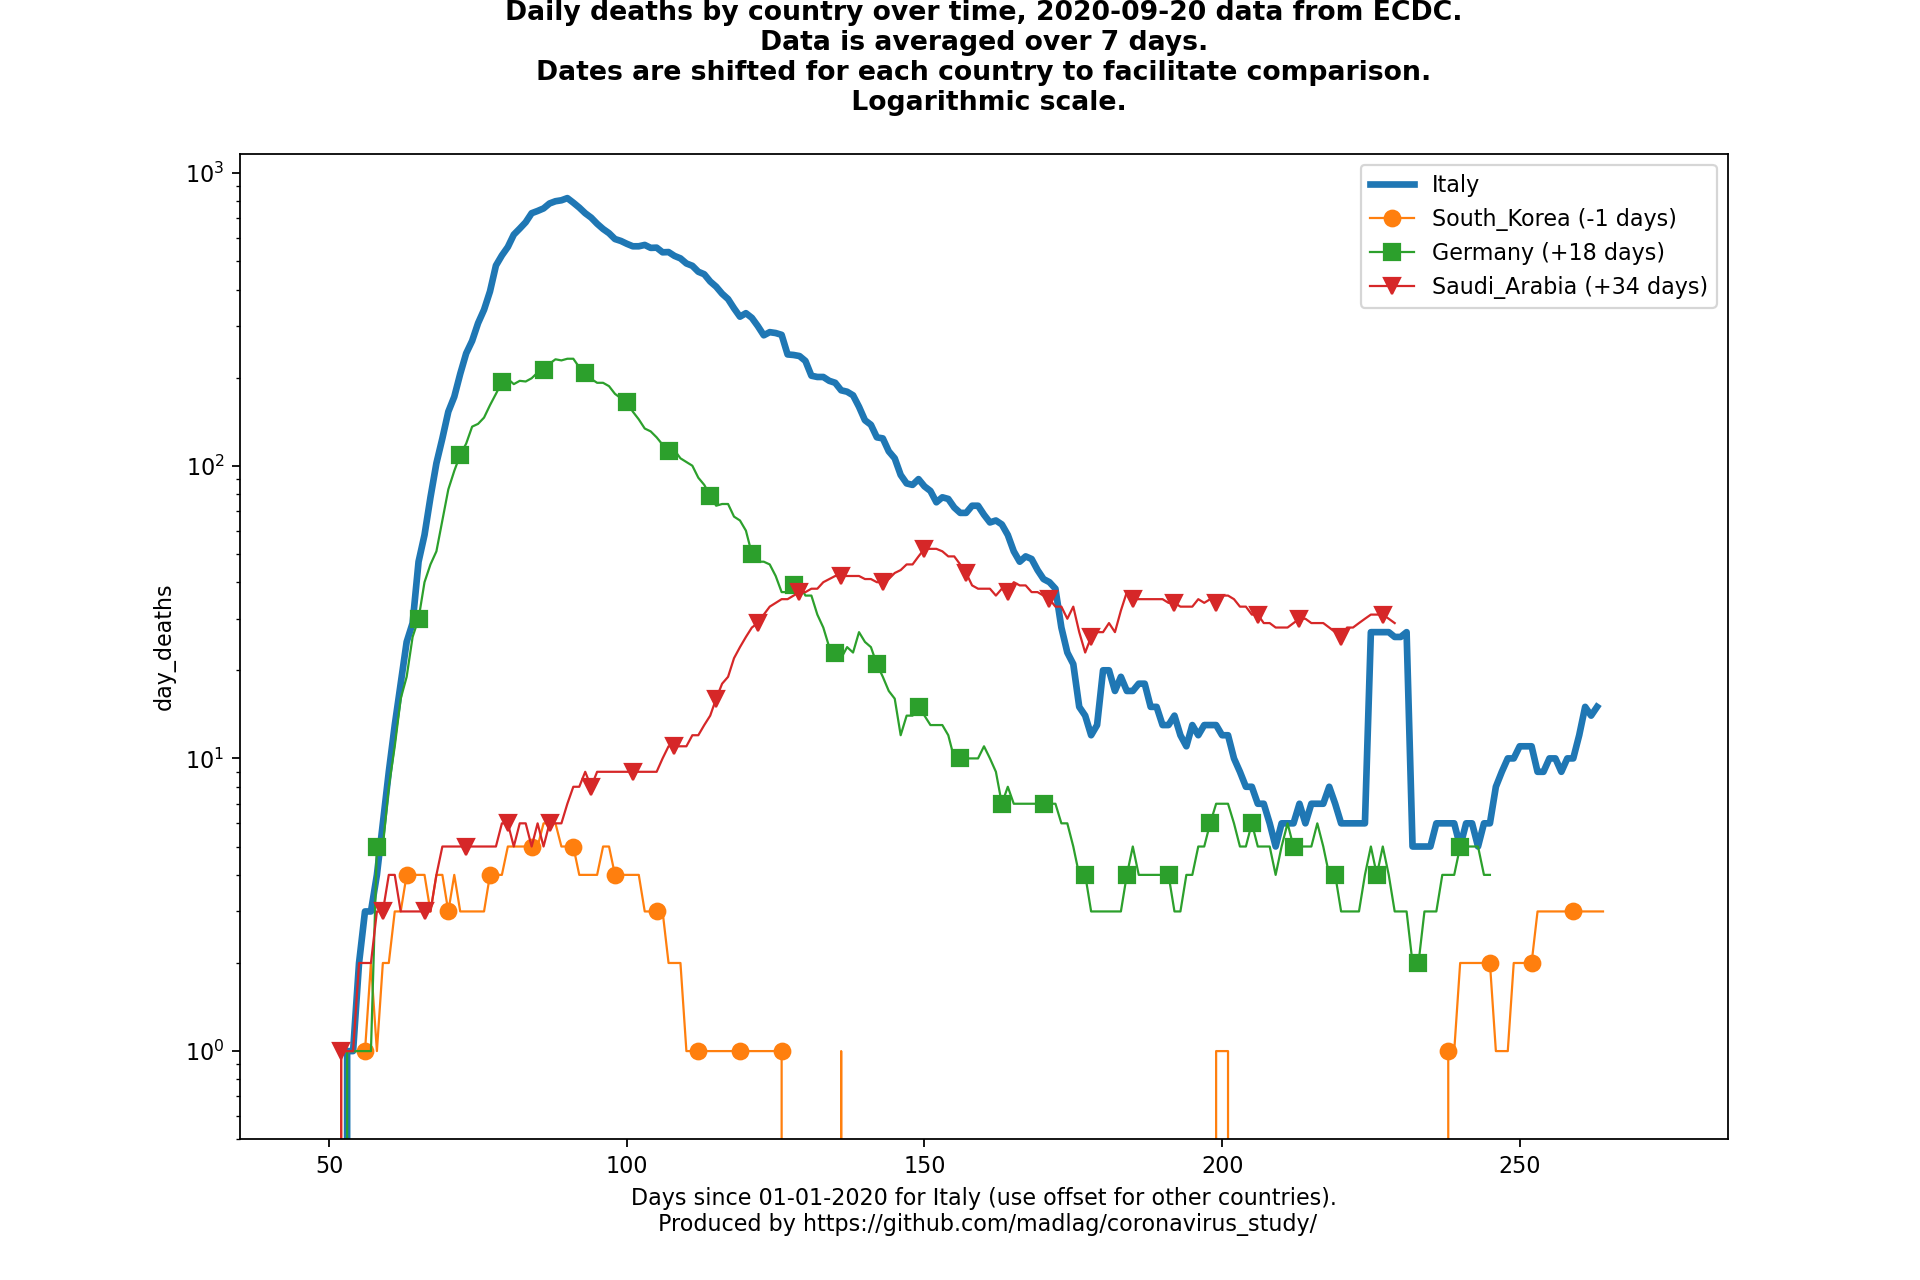 Daily deaths by country over time, 2020-09-20 data from ECDC.
Data is averaged over 7 days.
Dates are shifted for each country to facilitate comparison.
Logarithmic scale.
10³
10²
10¹
10⁰
day_deaths
Italy
South_Korea (-1 days)
Germany (+18 days)
Saudi_Arabia (+34 days)
50 100 150 200 250
Days since 01-01-2020 for Italy (use offset for other countries).
Produced by https://github.com/madlag/coronavirus_study/